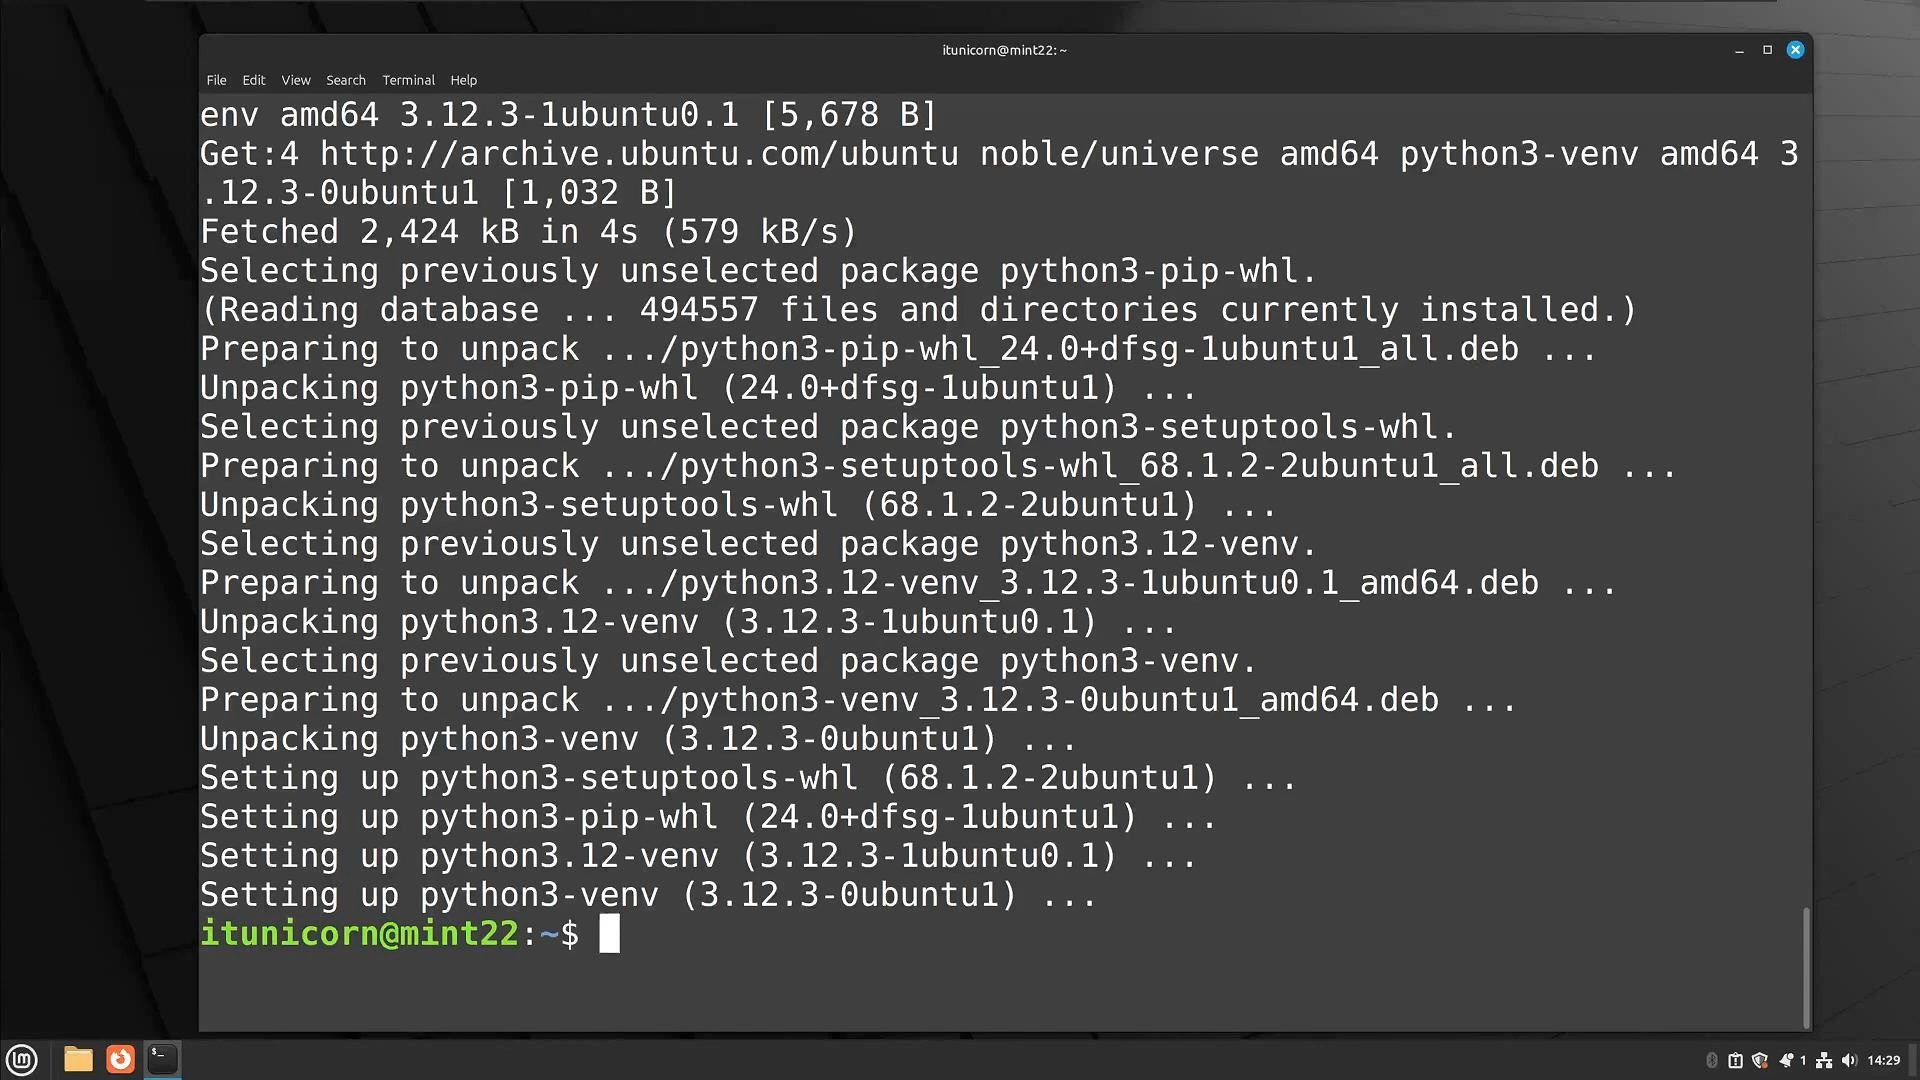 itunicorn@mint22:~
File Edit View Search Terminal Help
env amd64 3.12.3-1ubuntu0.1 [5,678 B]
Get:4 http://archive.ubuntu.com/ubuntu noble/universe amd64 python3-venv amd64 3
.12.3-0ubuntu1 [1,032 B]
Fetched 2,424 kB in 4s (579 kB/s)
Selecting previously unselected package python3-pip-whl.
(Reading database ... 494557 files and directories currently installed.)
Preparing to unpack .../python3-pip-whl_24.0+dfsg-1ubuntu1_all.deb ...
Unpacking python3-pip-whl (24.0+dfsg-1ubuntu1) ...
Selecting previously unselected package python3-setuptools-whl.
Preparing to unpack .../python3-setuptools-whl_68.1.2-2ubuntu1_all.deb ...
Unpacking python3-setuptools-whl (68.1.2-2ubuntu1) ...
Selecting previously unselected package python3.12-venv.
Preparing to unpack .../python3.12-venv_3.12.3-1ubuntu0.1_amd64.deb ...
Unpacking python3.12-venv (3.12.3-1ubuntu0.1) ...
Selecting previously unselected package python3-venv.
Preparing to unpack .../python3-venv_3.12.3-0ubuntu1_amd64.deb ...
Unpacking python3-venv (3.12.3-0ubuntu1) ...
Setting up python3-setuptools-whl (68.1.2-2ubuntu1) ...
Setting up python3-pip-whl (24.0+dfsg-1ubuntu1) ...
Setting up python3.12-venv (3.12.3-1ubuntu0.1) ...
Setting up python3-venv (3.12.3-0ubuntu1) ...
itunicorn@mint22:~$
1 14:29